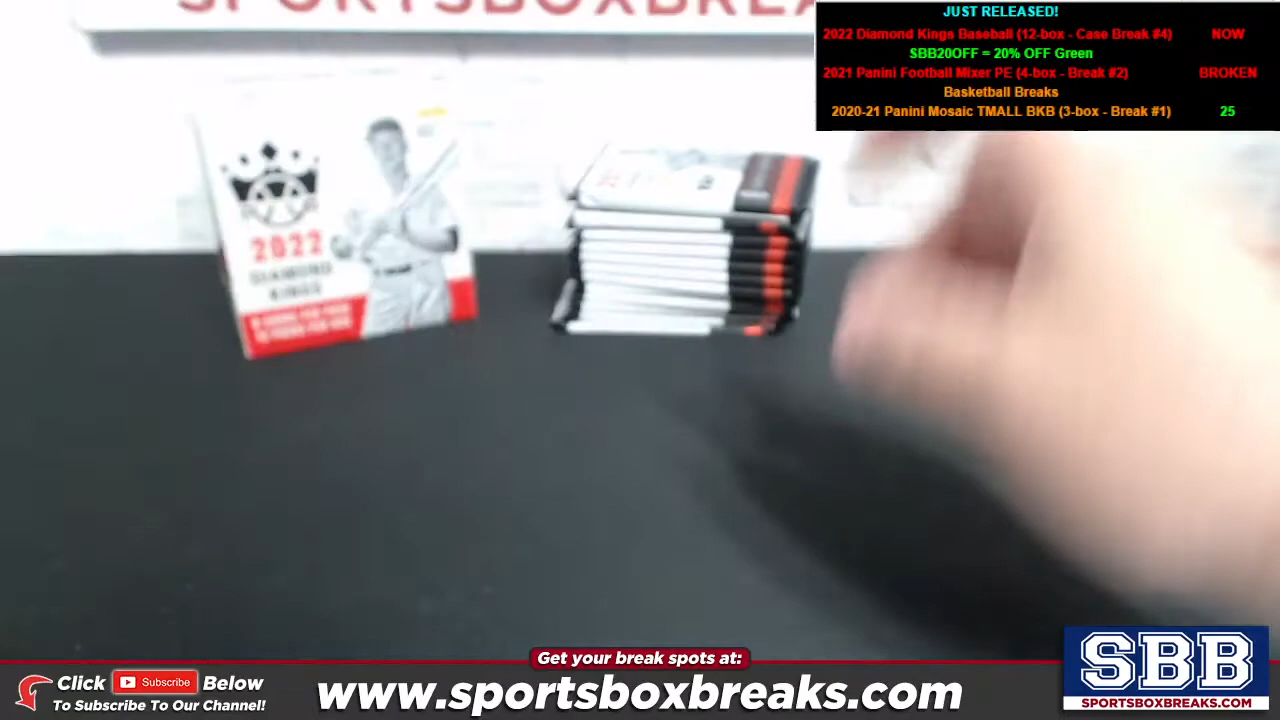 SPORTSBOXBREAKS
JUST RELEASED!
2022 Diamond Kings Baseball (12-box - Case Break #4) NOW
SBB20OFF = 20% OFF Green
2021 Panini Football Mixer PE (4-box - Break #2) BROKEN
Basketball Breaks
2020-21 Panini Mosaic TMALL BKB (3-box - Break #1) 25
2022
DIAMOND
KINGS
Get your break spots at:
Click Subscribe Below
To Subscribe To Our Channel!
www.sportsboxbreaks.com
SBB
SPORTSBOXBREAKS.COM